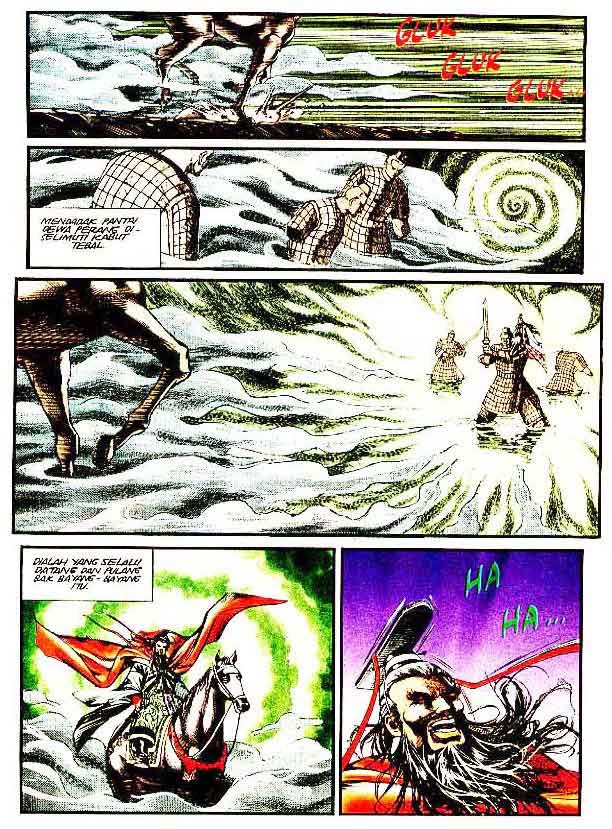 GLUK
GLUK
GLUK...
MENDADAK PANTAI
DEWA PERANG DI-
SELIMUTI KABUT
TEBAL.
DIALAH YANG SELALU
DATANG DAN PULANG
BAK BAYANG-BAYANG
ITU.
HA
HA...